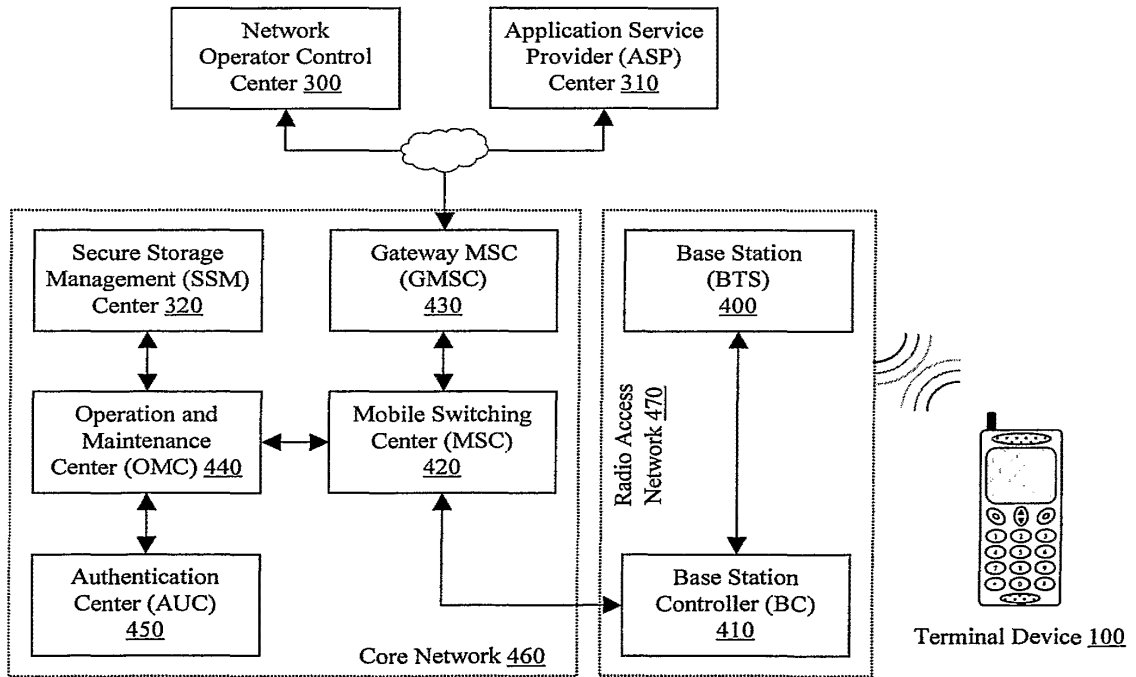 Network
Operator Control
Center 300
Application Service
Provider (ASP)
Center 310
Secure Storage
Management (SSM)
Center 320
Gateway MSC
(GMSC)
430
Base Station
(BTS)
400
Operation and
Maintenance
Center (OMC) 440
Mobile Switching
Center (MSC)
420
Radio Access
Network 470
Authentication
Center (AUC)
450
Base Station
Controller (BC)
410
Core Network 460
Terminal Device 100